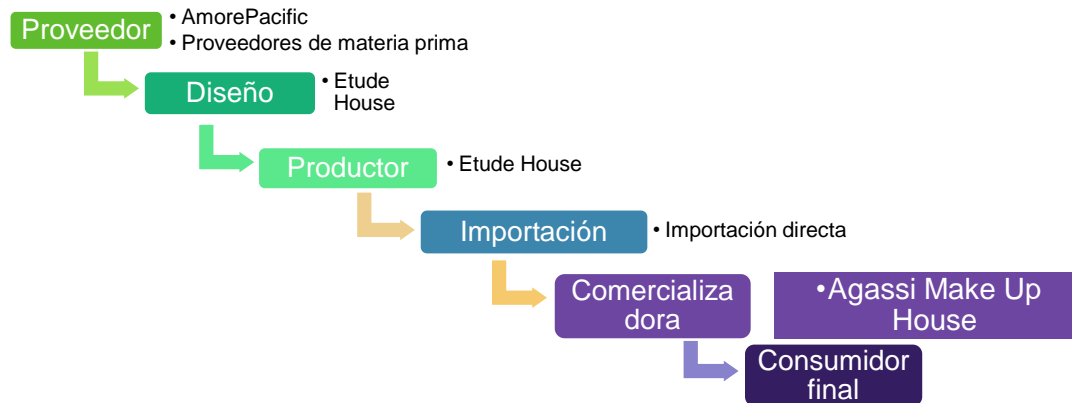 Proveedor
• AmorePacific
• Proveedores de materia prima
Diseño
• Etude
House
Productor
• Etude House
Importación
• Importación directa
Comercializa
dora
•Agassi Make Up
House
Consumidor
final